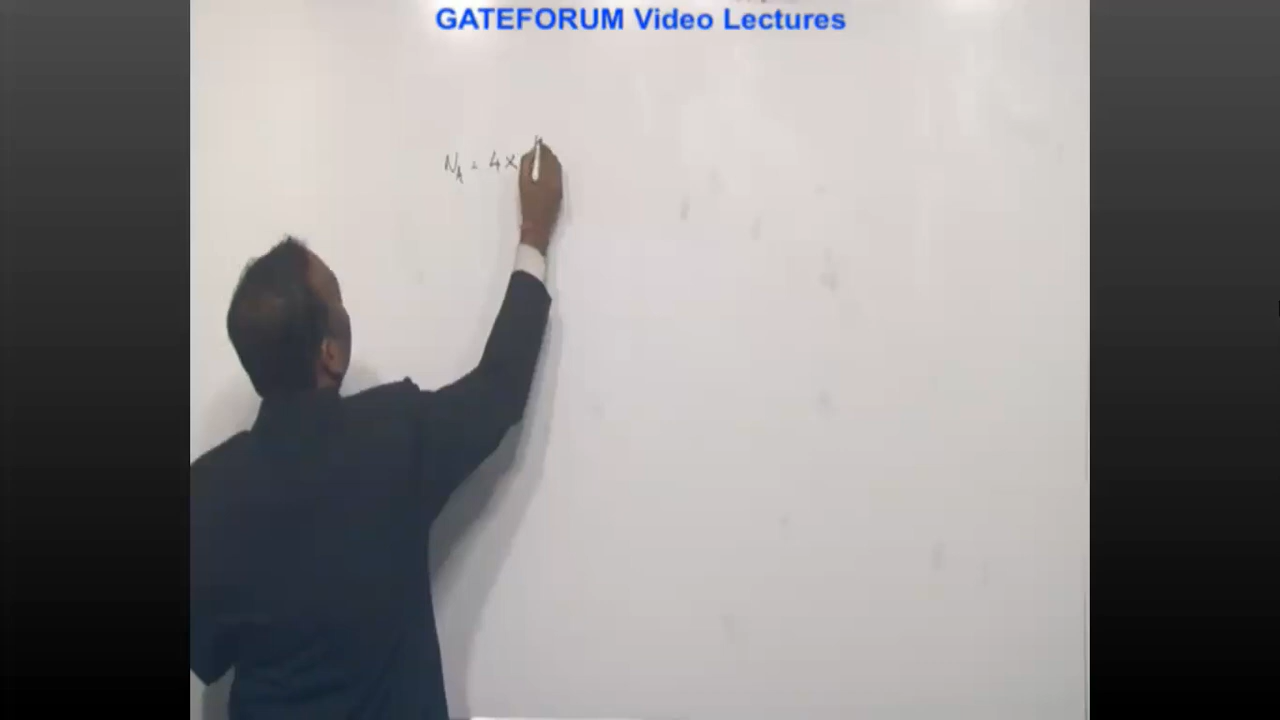 GATEFORUM Video Lectures
N_A = 4 ×